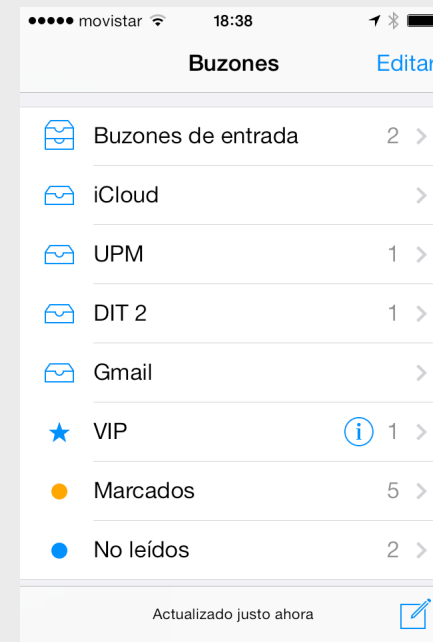 movistar 18:38
Buzones Editar
Buzones de entrada 2
iCloud
UPM 1
DIT 2 1
Gmail
VIP i 1
Marcados 5
No leídos 2
Actualizado justo ahora